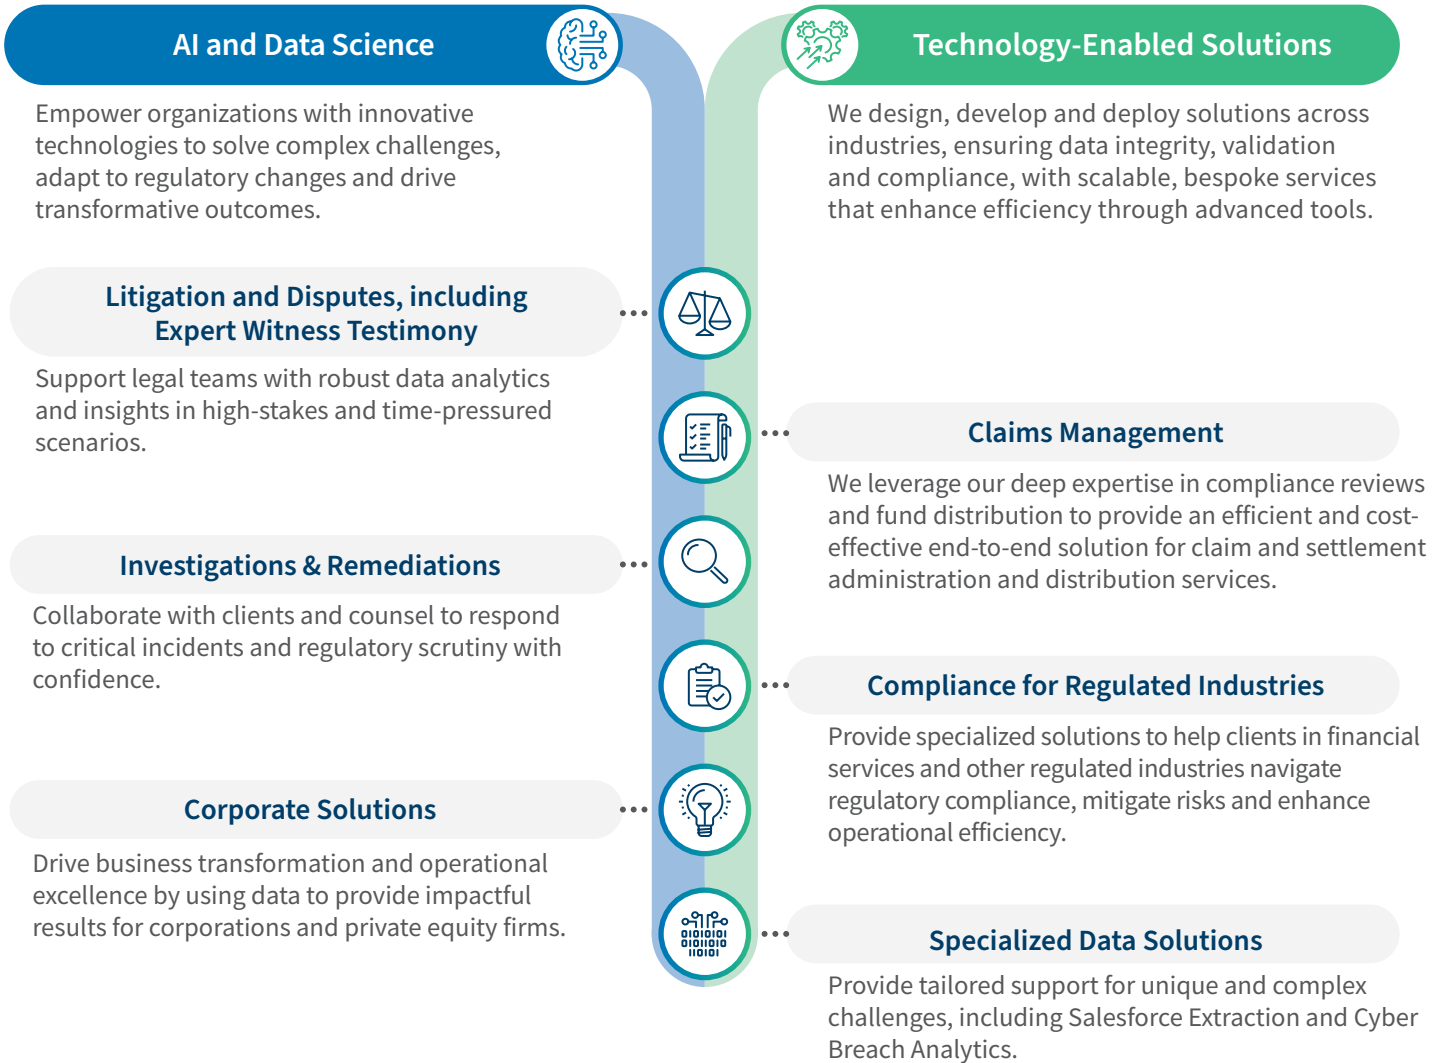 AI and Data Science
Empower organizations with innovative
technologies to solve complex challenges,
adapt to regulatory changes and drive
transformative outcomes.
Technology-Enabled Solutions
We design, develop and deploy solutions across
industries, ensuring data integrity, validation
and compliance, with scalable, bespoke services
that enhance efficiency through advanced tools.
Litigation and Disputes, including
Expert Witness Testimony
Support legal teams with robust data analytics
and insights in high-stakes and time-pressured
scenarios.
Claims Management
We leverage our deep expertise in compliance reviews
and fund distribution to provide an efficient and cost-
effective end-to-end solution for claim and settlement
administration and distribution services.
Investigations & Remediations
Collaborate with clients and counsel to respond
to critical incidents and regulatory scrutiny with
confidence.
Compliance for Regulated Industries
Provide specialized solutions to help clients in financial
services and other regulated industries navigate
regulatory compliance, mitigate risks and enhance
operational efficiency.
Corporate Solutions
Drive business transformation and operational
excellence by using data to provide impactful
results for corporations and private equity firms.
01010101
01011010
110101
Specialized Data Solutions
Provide tailored support for unique and complex
challenges, including Salesforce Extraction and Cyber
Breach Analytics.